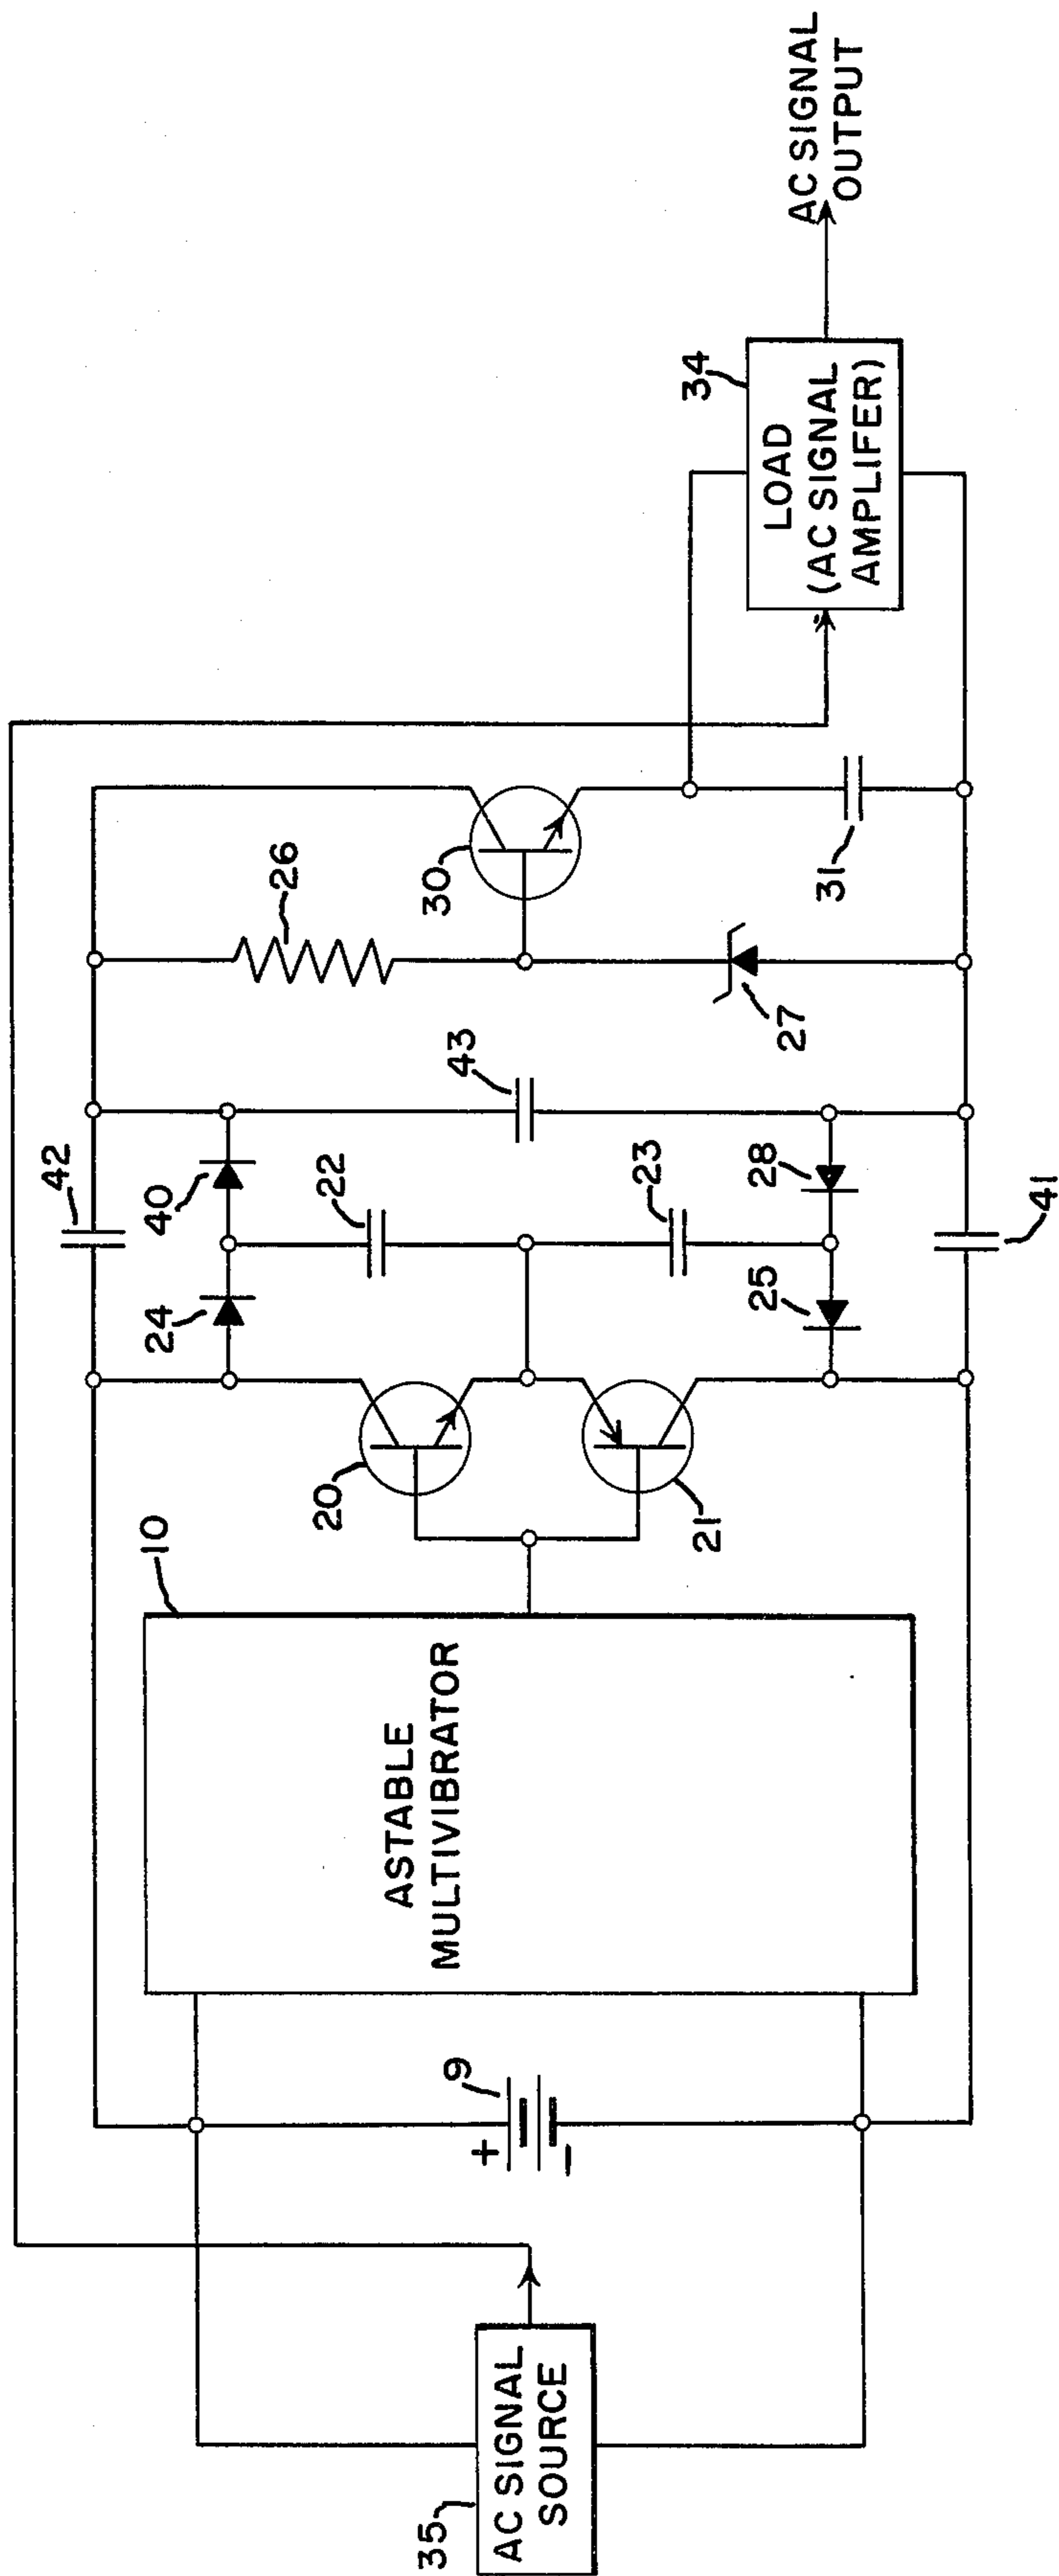 42
40
24
22
43
26
30
20
21
23
28
25
41
27
31
10
ASTABLE
MULTIVIBRATOR
+
9
−
35
AC SIGNAL
SOURCE
34
LOAD
(AC SIGNAL
AMPLIFER)
AC SIGNAL
OUTPUT